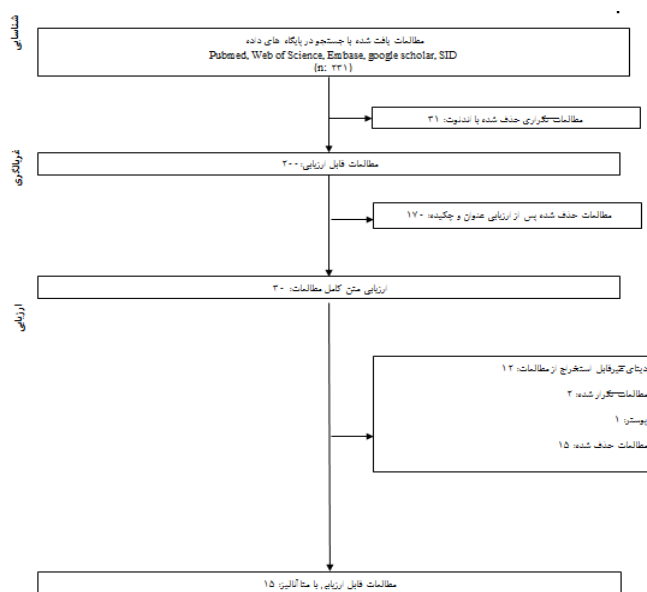 شناسایی
مطالعات یافت شده با جستجو در پایگاه های داده
Pubmed, Web of Science, Embase, google scholar, SID
(n: ۲۳۱)
مطالعات تکراری حذف شده با اندنوت: ۳۱
غربالگری
مطالعات قابل ارزیابی: ۲۰۰
مطالعات حذف شده پس از ارزیابی عنوان و چکیده: ۱۷۰
ارزیابی متن کامل مطالعات: ۳۰
ارزیابی
دیتای غیرقابل استخراج از مطالعات: ۱۲
مطالعات تکرار شده: ۲
پوستر: ۱
مطالعات حذف شده: ۱۵
مطالعات قابل ارزیابی با متاآنالیز: ۱۵